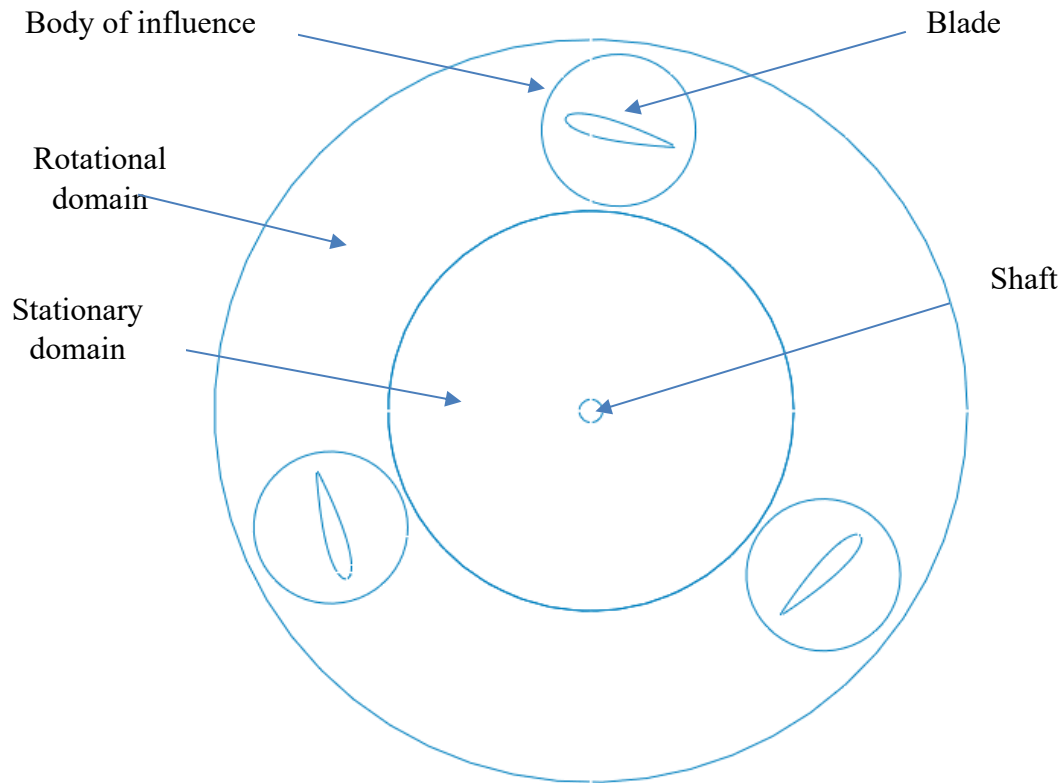 Body of influence
Blade
Rotational
domain
Shaft
Stationary
domain